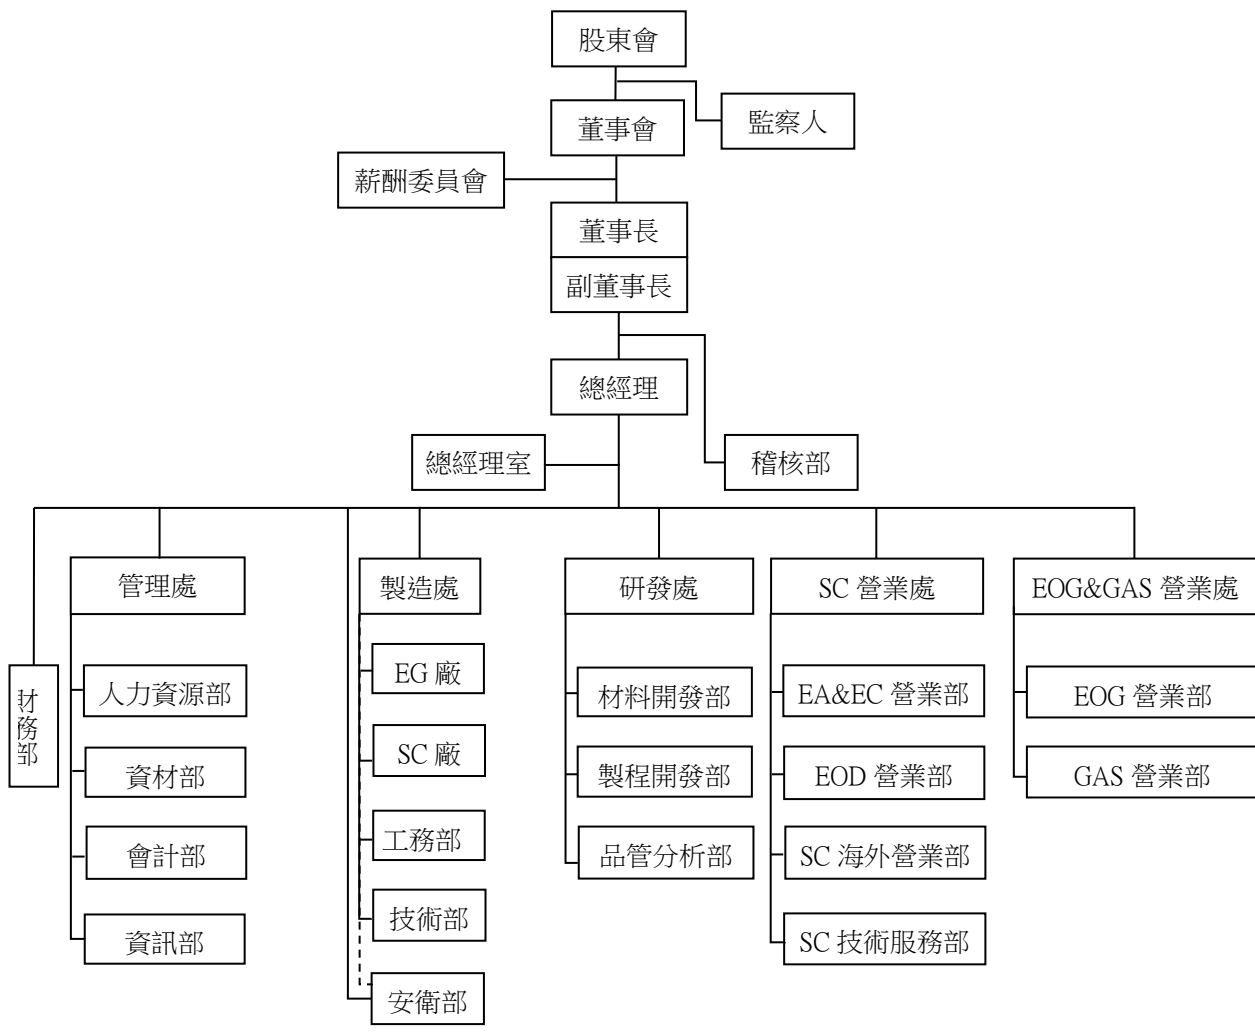 股東會
監察人
董事會
薪酬委員會
董事長
副董事長
總經理
總經理室
稽核部
管理處
製造處
研發處
SC 營業處
EOG&GAS 營業處
財務部
人力資源部
資材部
會計部
資訊部
EG 廠
SC 廠
工務部
技術部
安衛部
材料開發部
製程開發部
品管分析部
EA&EC 營業部
EOD 營業部
SC 海外營業部
SC 技術服務部
EOG 營業部
GAS 營業部